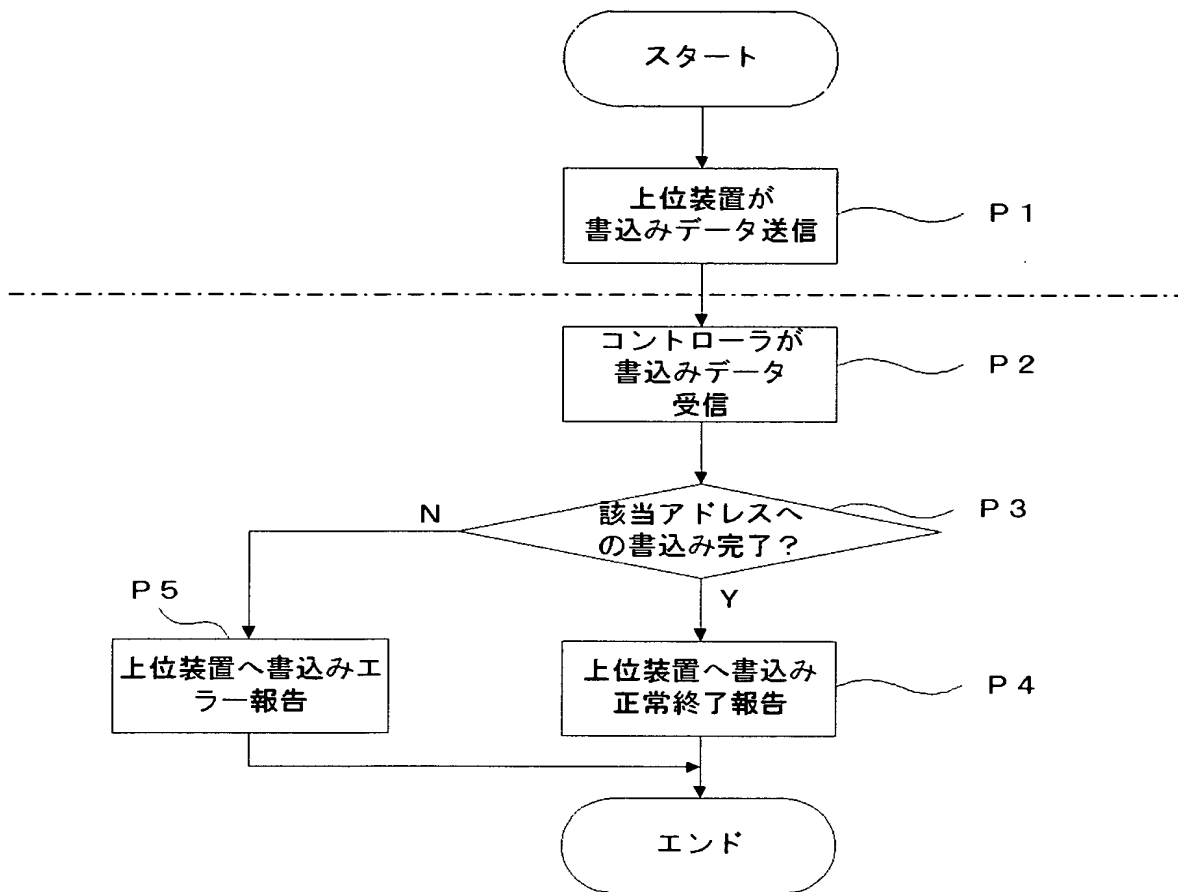 スタート
上位装置が
書込みデータ送信
P1
コントローラが
書込みデータ
受信
P2
該当アドレスへ
の書込み完了?
P3
N
Y
P5
上位装置へ書込みエ
ラー報告
上位装置へ書込み
正常終了報告
P4
エンド